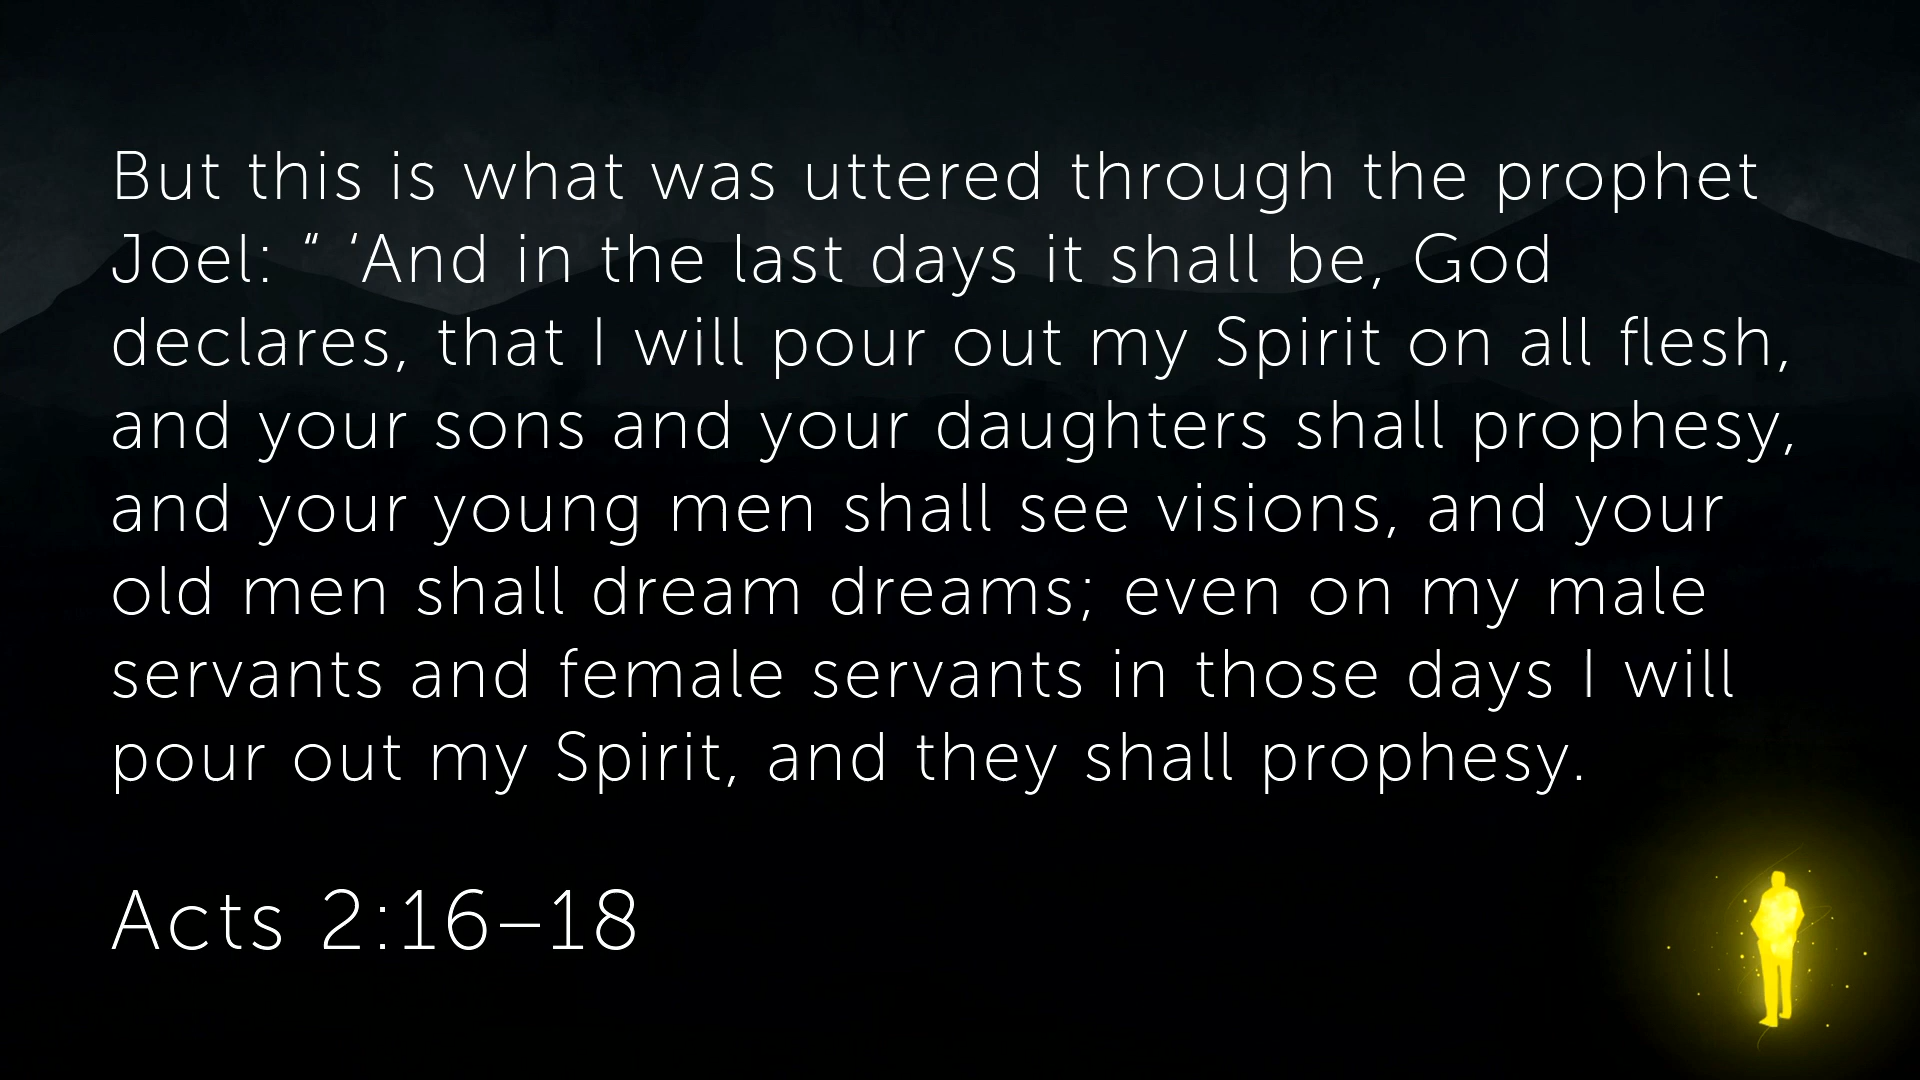 But this is what was uttered through the prophet
Joel: “ ‘And in the last days it shall be, God
declares, that I will pour out my Spirit on all flesh,
and your sons and your daughters shall prophesy,
and your young men shall see visions, and your
old men shall dream dreams; even on my male
servants and female servants in those days I will
pour out my Spirit, and they shall prophesy.
Acts 2:16–18